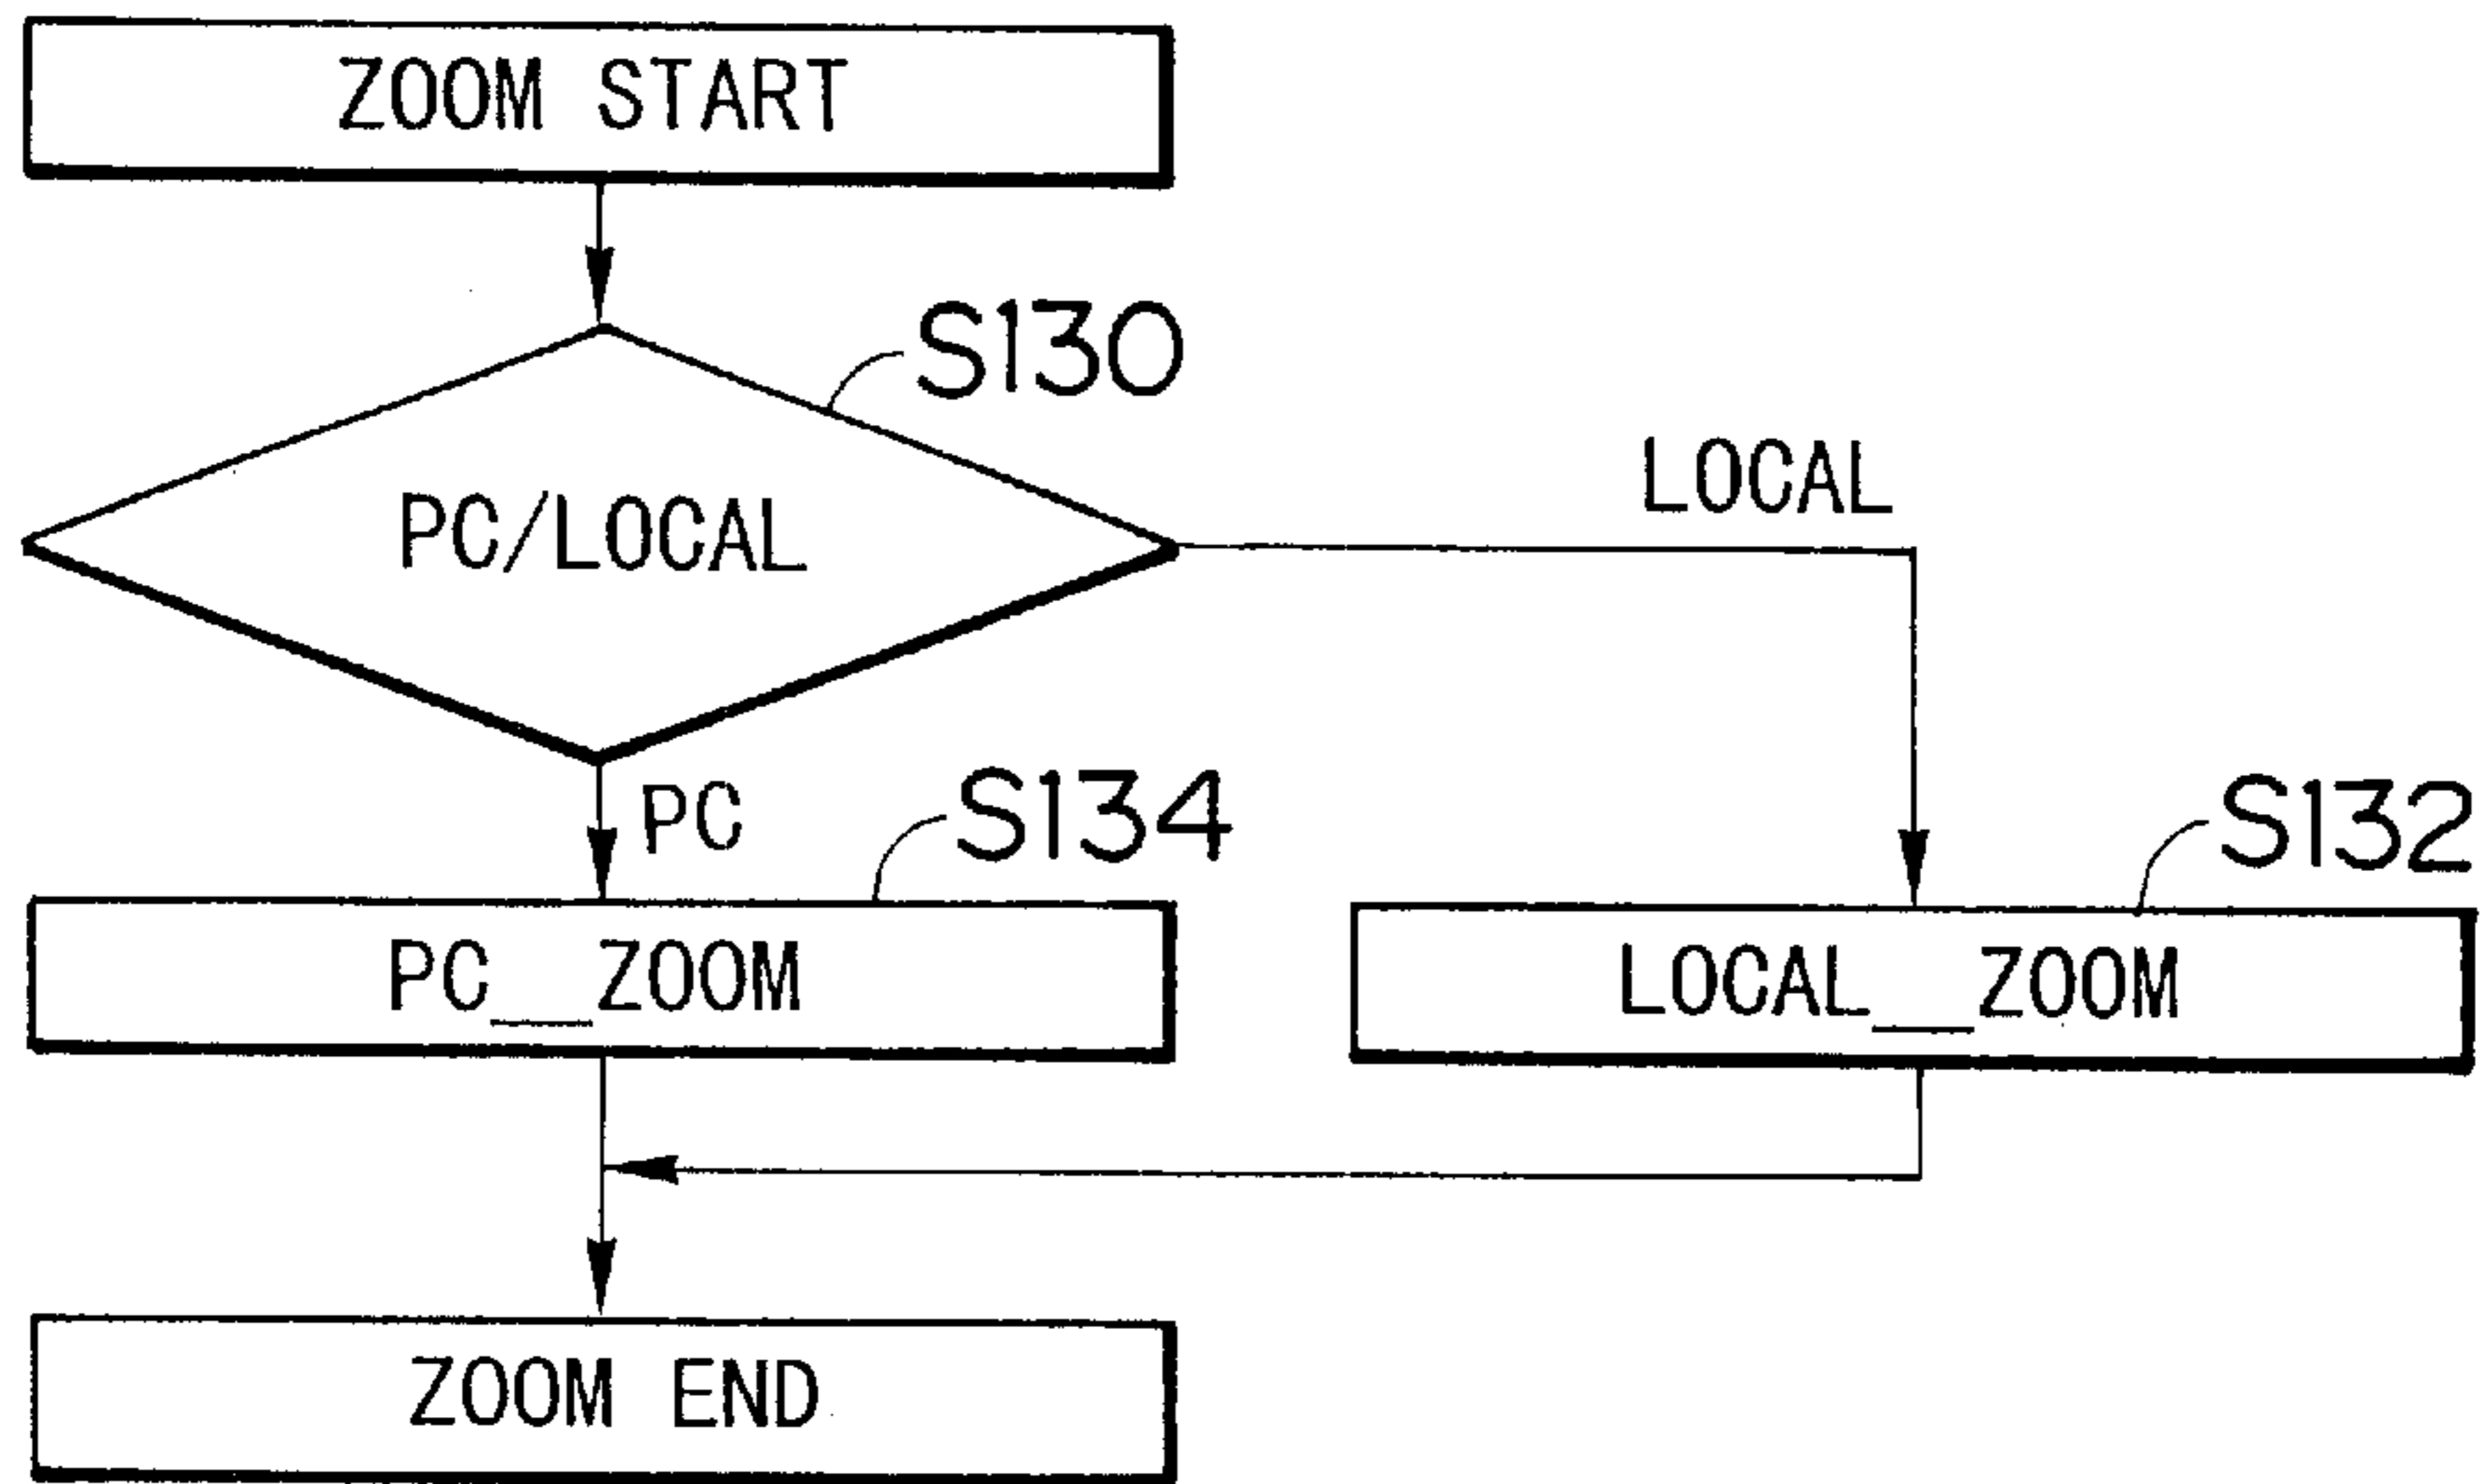 ZOOM START
S130
PC/LOCAL
LOCAL
PC
S134
S132
PC__ZOOM
LOCAL__ZOOM
ZOOM END